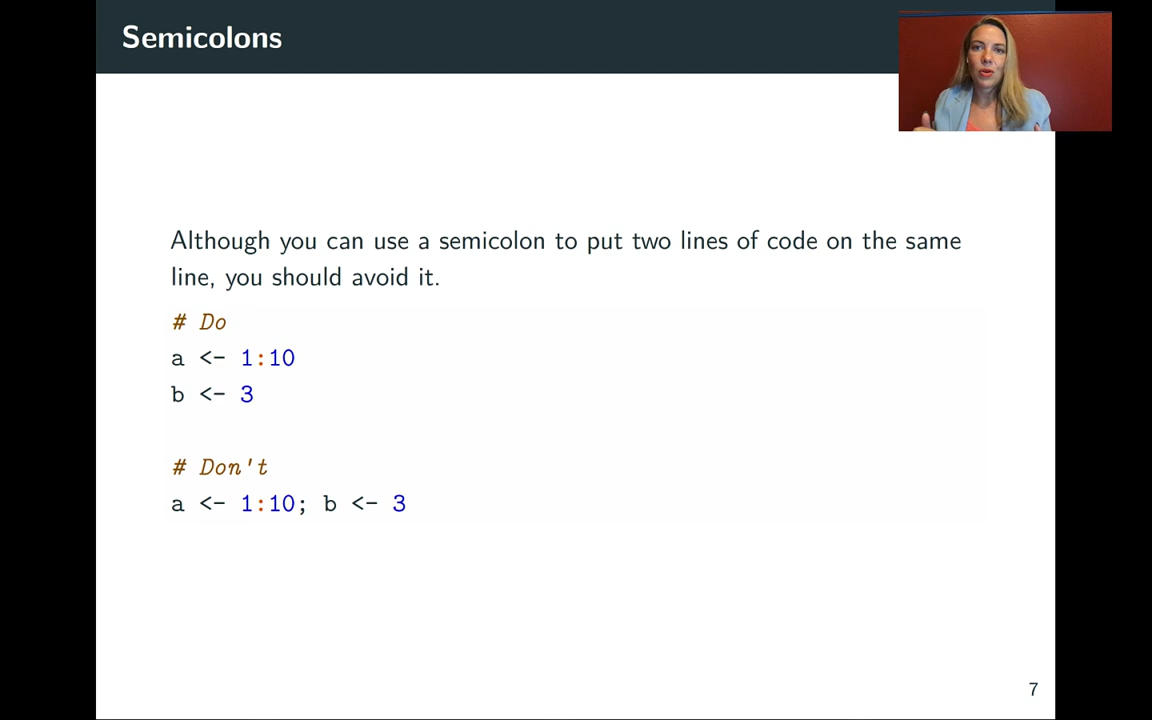 Semicolons
Although you can use a semicolon to put two lines of code on the same
line, you should avoid it.
# Do
a <- 1:10
b <- 3
# Don't
a <- 1:10; b <- 3
7